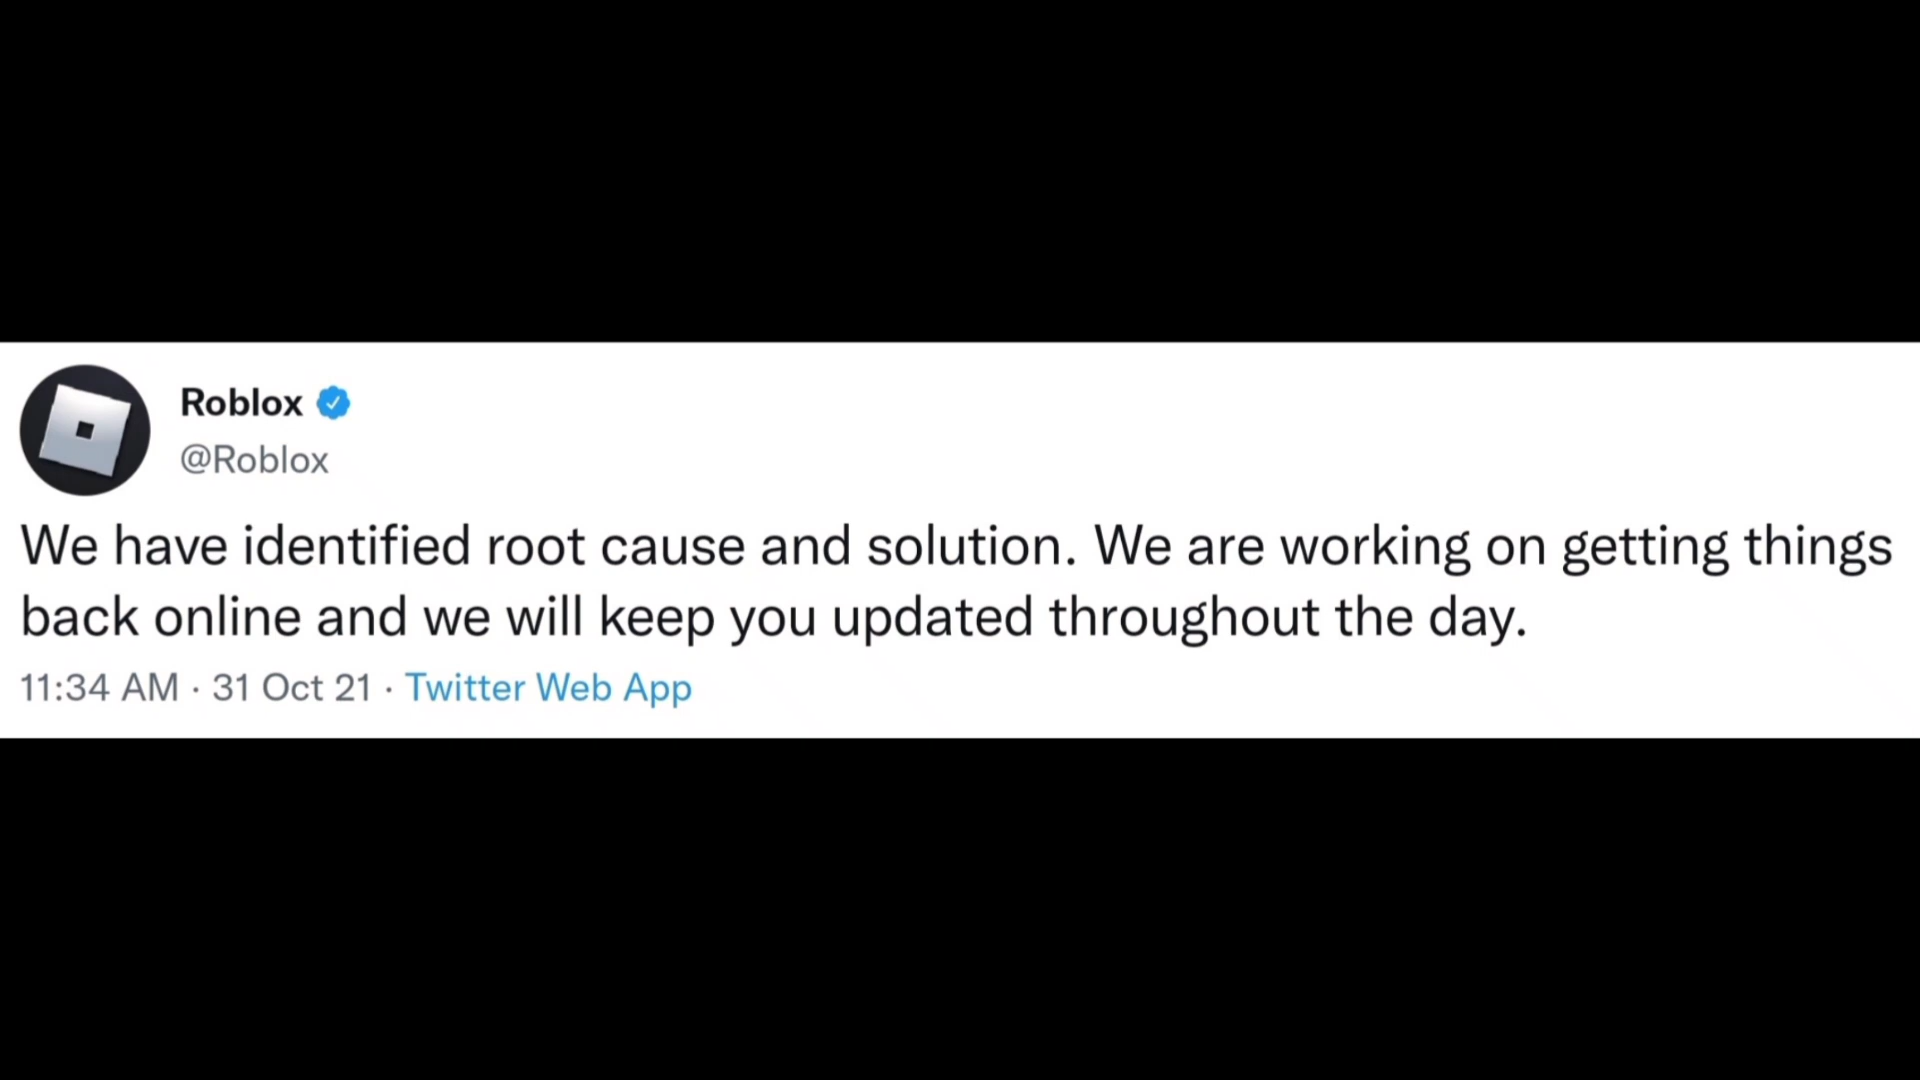 Roblox
@Roblox
We have identified root cause and solution. We are working on getting things
back online and we will keep you updated throughout the day.
11:34 AM · 31 Oct 21 · Twitter Web App